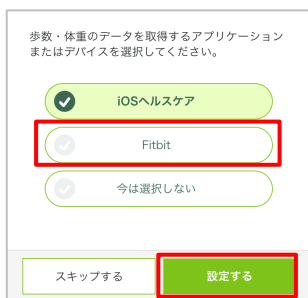 歩数・体重のデータを取得するアプリケーション
またはデバイスを選択してください。
iOSヘルスケア
Fitbit
今は選択しない
スキップする
設定する